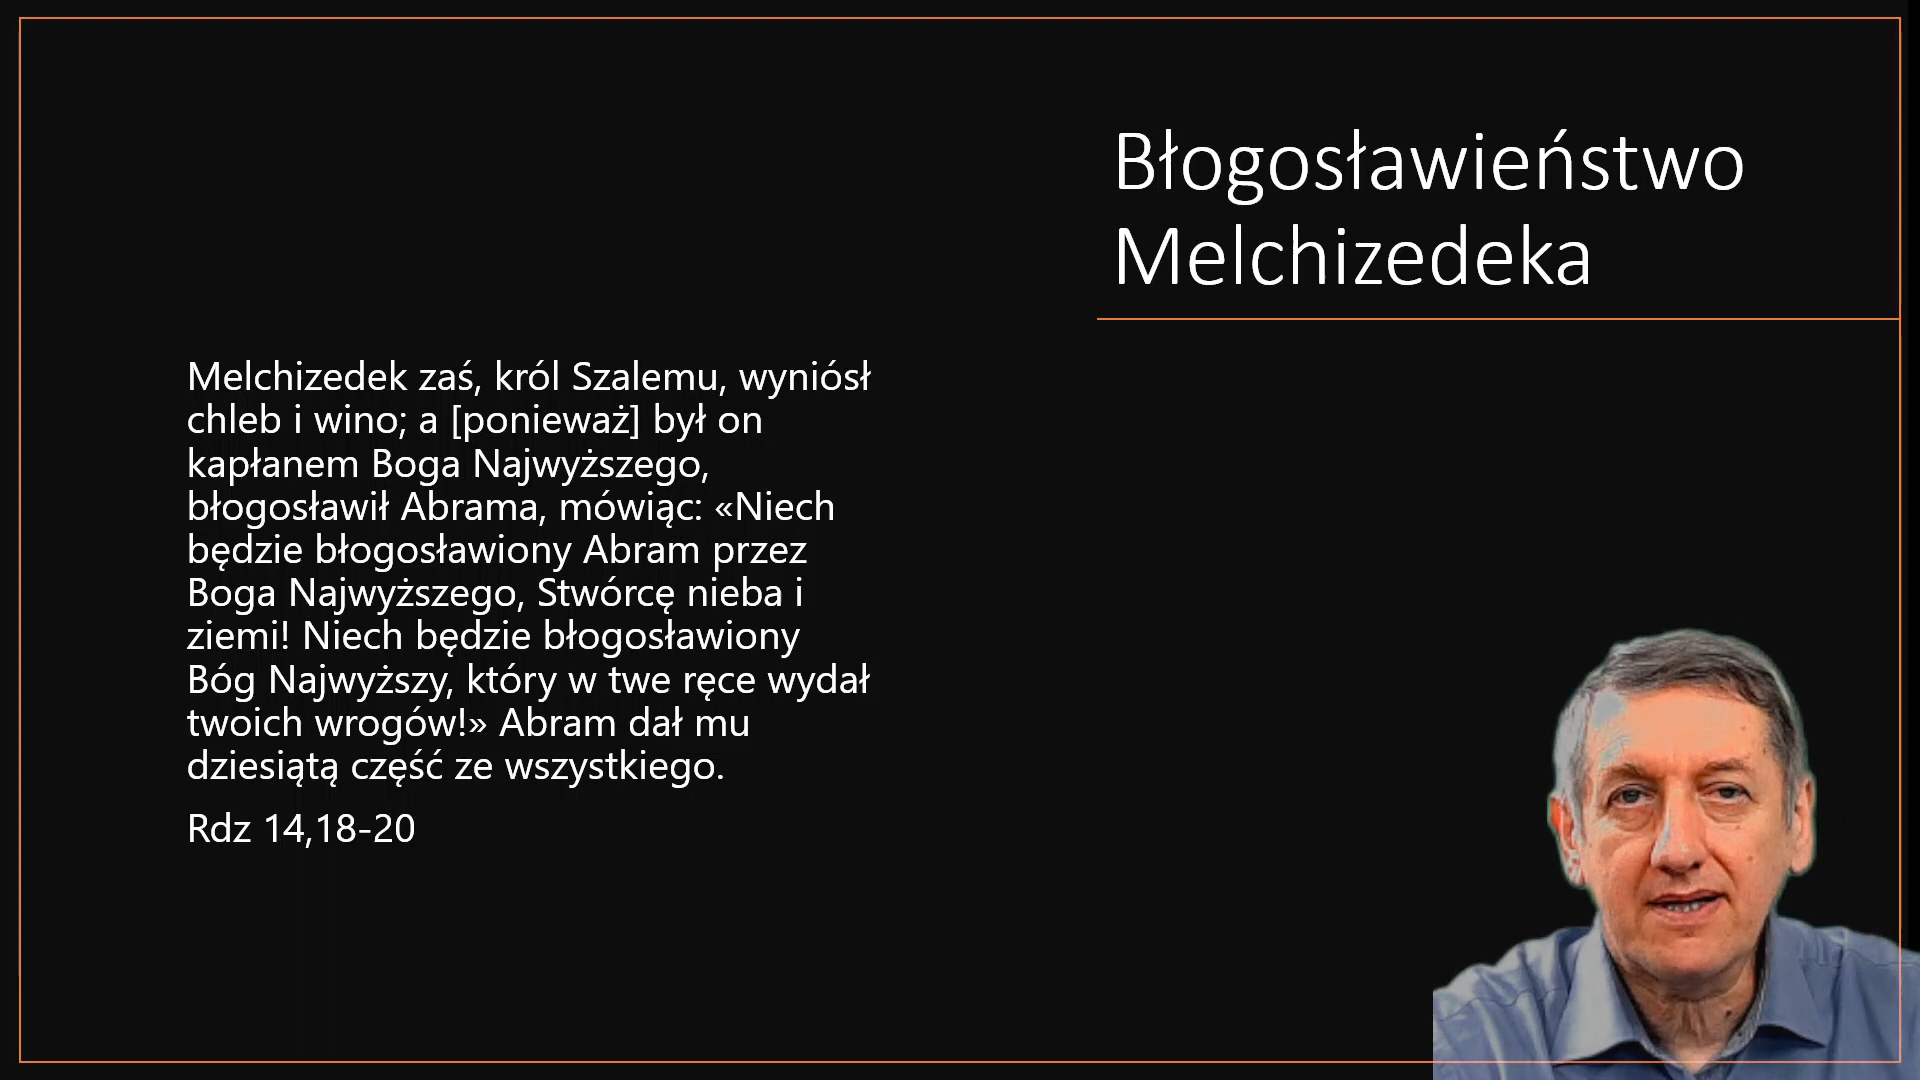 Błogosławieństwo
Melchizedeka
Melchizedek zaś, król Szalemu, wyniósł
chleb i wino; a [ponieważ] był on
kapłanem Boga Najwyższego,
błogosławił Abrama, mówiąc: «Niech
będzie błogosławiony Abram przez
Boga Najwyższego, Stwórcę nieba i
ziemi! Niech będzie błogosławiony
Bóg Najwyższy, który w twe ręce wydał
twoich wrogów!» Abram dał mu
dziesiątą część ze wszystkiego.
Rdz 14,18-20